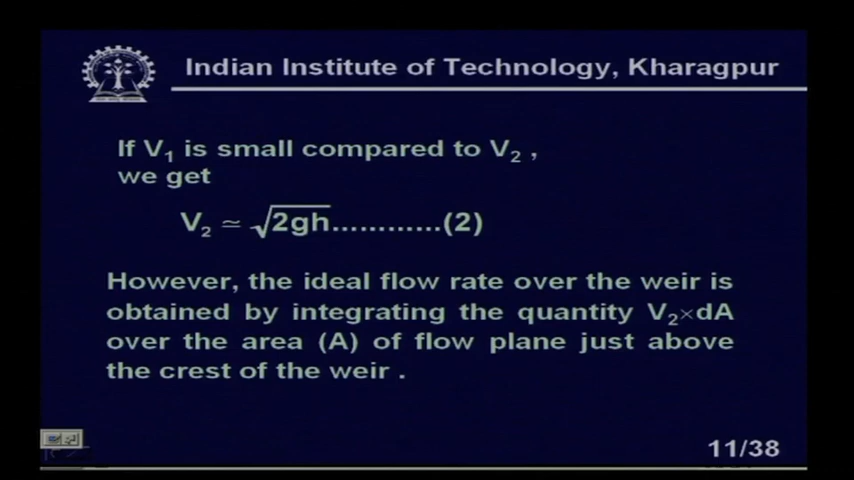 Indian Institute of Technology, Kharagpur
If V₁ is small compared to V₂ ,
we get
V₂ ≃ √2gh............(2)
However, the ideal flow rate over the weir is
obtained by integrating the quantity V₂×dA
over the area (A) of flow plane just above
the crest of the weir .
11/38